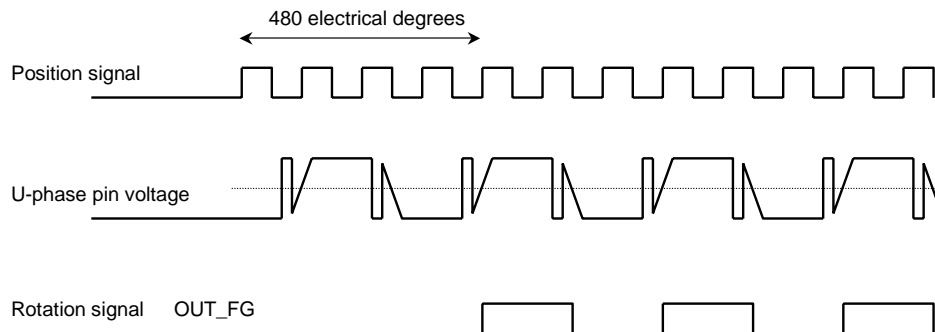 480 electrical degrees
Position signal
U-phase pin voltage
Rotation signal OUT_FG